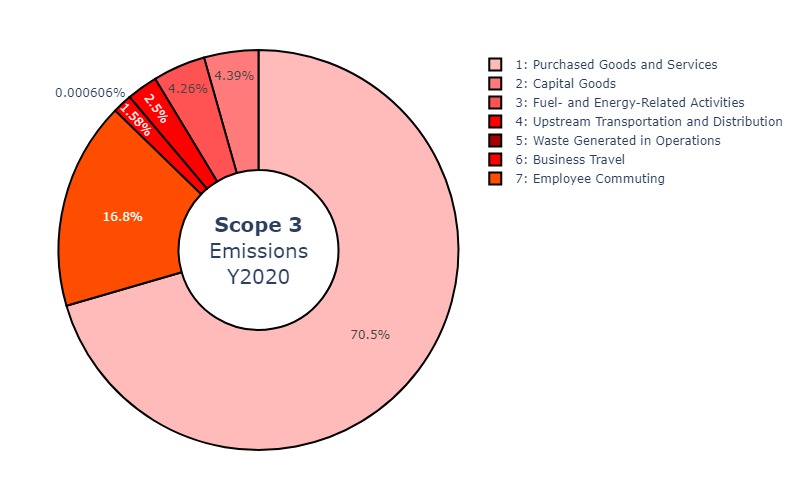 4.39%
4.26%
2.5%
0.000606%
1.58%
16.8%
70.5%
Scope 3
Emissions
Y2020
1: Purchased Goods and Services
2: Capital Goods
3: Fuel- and Energy-Related Activities
4: Upstream Transportation and Distribution
5: Waste Generated in Operations
6: Business Travel
7: Employee Commuting